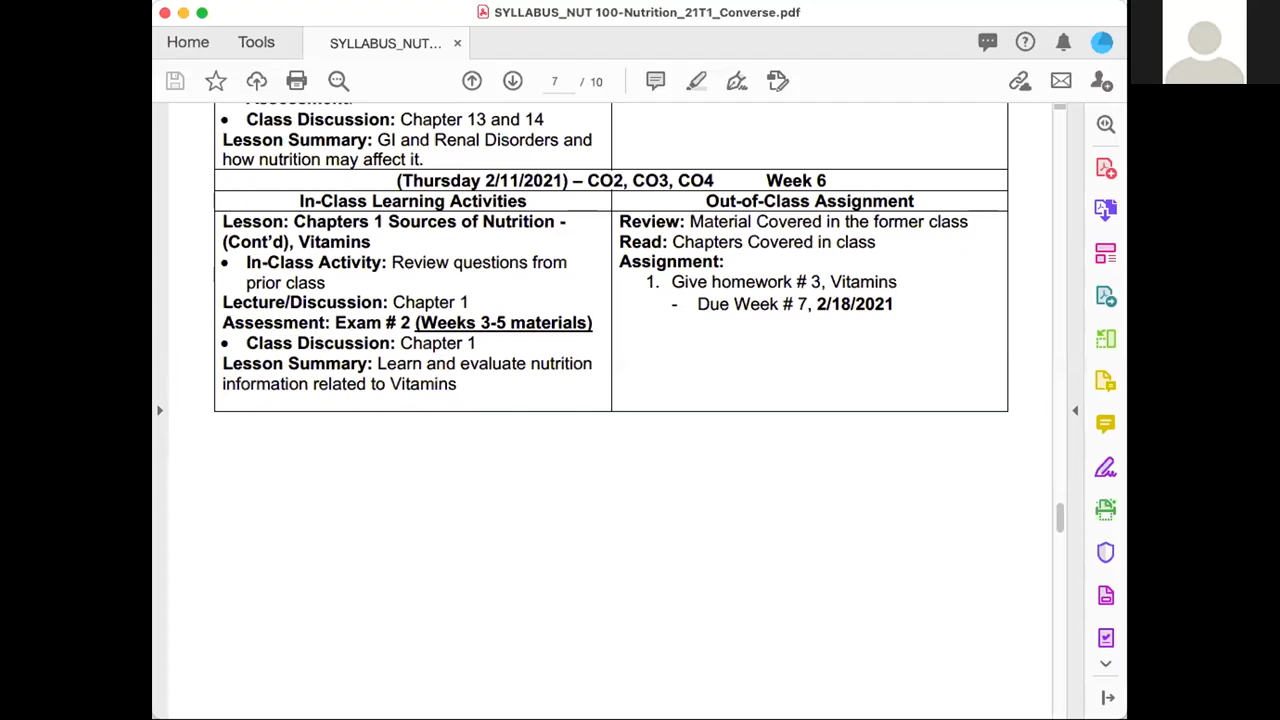 SYLLABUS_NUT 100-Nutrition_21T1_Converse.pdf
Home Tools SYLLABUS_NUT... ×
7 / 10
• Class Discussion: Chapter 13 and 14
Lesson Summary: GI and Renal Disorders and
how nutrition may affect it.
(Thursday 2/11/2021) – CO2, CO3, CO4 Week 6
In-Class Learning Activities
Lesson: Chapters 1 Sources of Nutrition -
(Cont’d), Vitamins
• In-Class Activity: Review questions from
prior class
Lecture/Discussion: Chapter 1
Assessment: Exam # 2 (Weeks 3-5 materials)
• Class Discussion: Chapter 1
Lesson Summary: Learn and evaluate nutrition
information related to Vitamins
Out-of-Class Assignment
Review: Material Covered in the former class
Read: Chapters Covered in class
Assignment:
1. Give homework # 3, Vitamins
- Due Week # 7, 2/18/2021